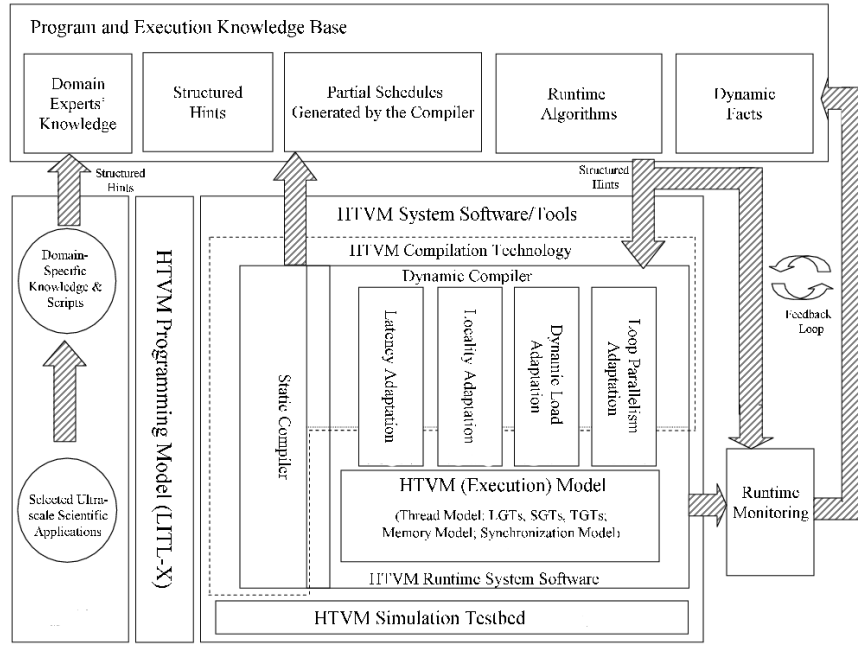 Program and Execution Knowledge Base
Domain
Experts'
Knowledge
Structured
Hints
Partial Schedules
Generated by the Compiler
Runtime
Algorithms
Dynamic
Facts
Structured
Hints
Structured
Hints
Domain-
Specific
Knowledge &
Scripts
Selected Ultra-
scale Scientific
Applications
HTVM Programming Model (LITL-X)
HTVM System Software/Tools
HTVM Compilation Technology
Dynamic Compiler
Static Compiler
Latency Adaptation
Locality Adaptation
Dynamic Load
Adaptation
Loop Parallelism
Adaptation
HTVM (Execution) Model
(Thread Model: LGTs, SGTs, TGTs;
Memory Model; Synchronization Model)
HTVM Runtime System Software
HTVM Simulation Testbed
Feedback
Loop
Runtime
Monitoring